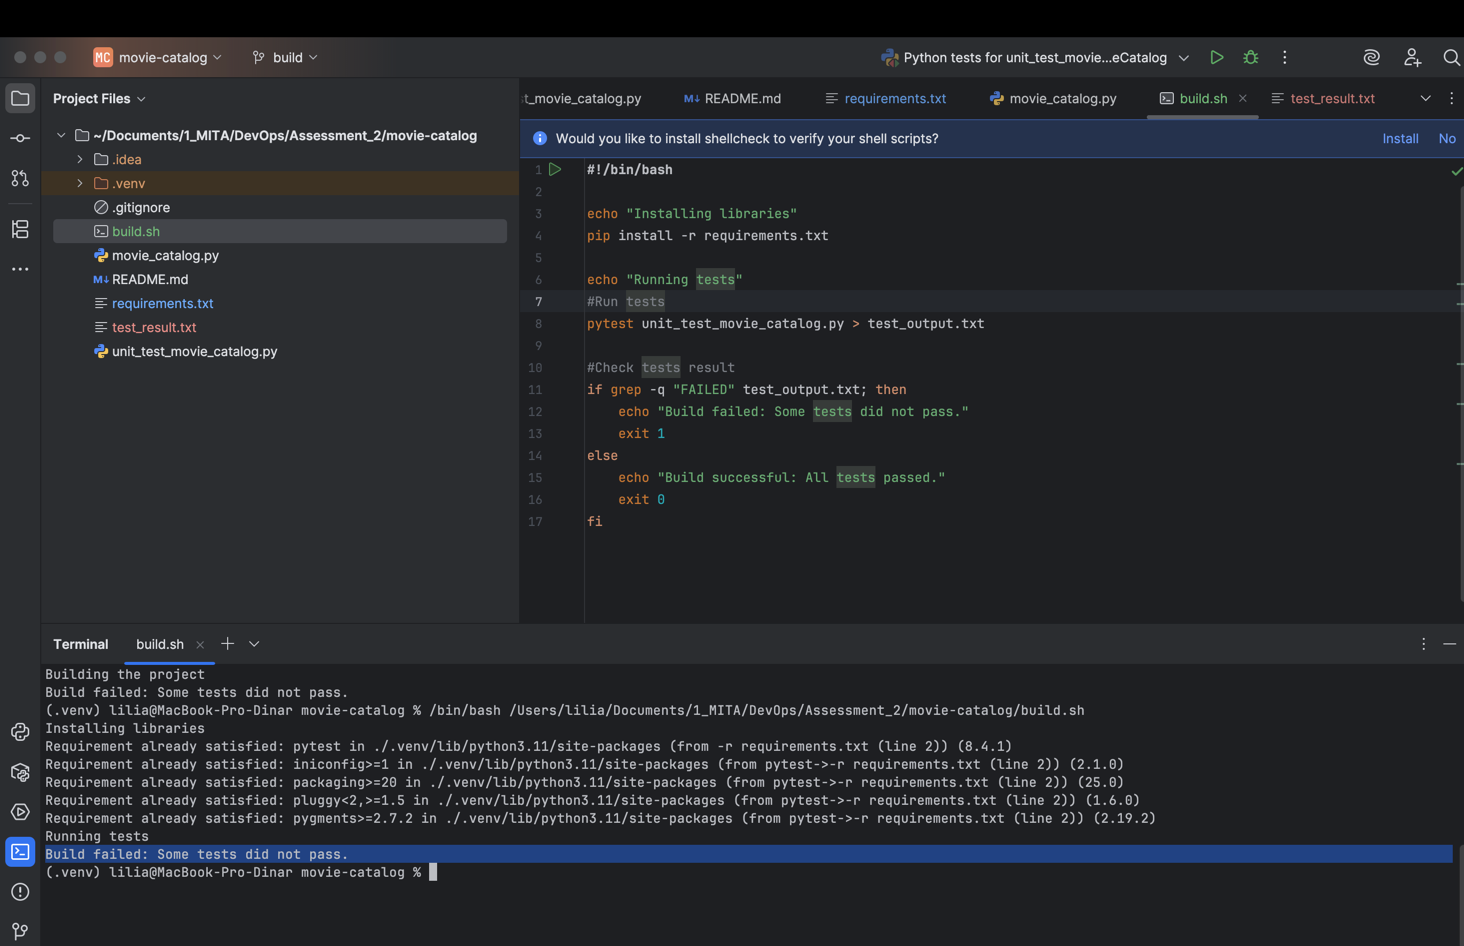 MC movie-catalog build
Python tests for unit_test_movie...eCatalog
Project Files
~/Documents/1_MITA/DevOps/Assessment_2/movie-catalog
.idea
.venv
.gitignore
build.sh
movie_catalog.py
M↓ README.md
requirements.txt
test_result.txt
unit_test_movie_catalog.py
t_movie_catalog.py M↓ README.md requirements.txt movie_catalog.py build.sh test_result.txt
Would you like to install shellcheck to verify your shell scripts? Install No
1 #!/bin/bash
2
3 echo "Installing libraries"
4 pip install -r requirements.txt
5
6 echo "Running tests"
7 #Run tests
8 pytest unit_test_movie_catalog.py > test_output.txt
9
10 #Check tests result
11 if grep -q "FAILED" test_output.txt; then
12 echo "Build failed: Some tests did not pass."
13 exit 1
14 else
15 echo "Build successful: All tests passed."
16 exit 0
17 fi
Terminal build.sh
Building the project
Build failed: Some tests did not pass.
(.venv) lilia@MacBook-Pro-Dinar movie-catalog % /bin/bash /Users/lilia/Documents/1_MITA/DevOps/Assessment_2/movie-catalog/build.sh
Installing libraries
Requirement already satisfied: pytest in ./.venv/lib/python3.11/site-packages (from -r requirements.txt (line 2)) (8.4.1)
Requirement already satisfied: iniconfig>=1 in ./.venv/lib/python3.11/site-packages (from pytest->-r requirements.txt (line 2)) (2.1.0)
Requirement already satisfied: packaging>=20 in ./.venv/lib/python3.11/site-packages (from pytest->-r requirements.txt (line 2)) (25.0)
Requirement already satisfied: pluggy<2,>=1.5 in ./.venv/lib/python3.11/site-packages (from pytest->-r requirements.txt (line 2)) (1.6.0)
Requirement already satisfied: pygments>=2.7.2 in ./.venv/lib/python3.11/site-packages (from pytest->-r requirements.txt (line 2)) (2.19.2)
Running tests
Build failed: Some tests did not pass.
(.venv) lilia@MacBook-Pro-Dinar movie-catalog %